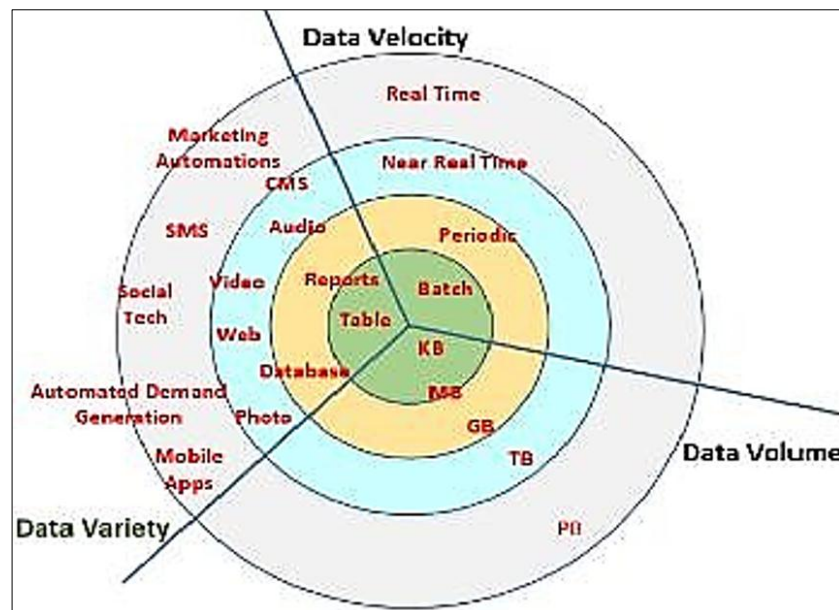 Data Velocity
Real Time
Marketing
Automations
Near Real Time
CMS
Audio
SMS
Periodic
Reports
Video
Batch
Social
Tech
Table
Web
KB
Database
Automated Demand
Generation
MB
Photo
GB
Data Volume
Mobile
Apps
TB
Data Variety
PB